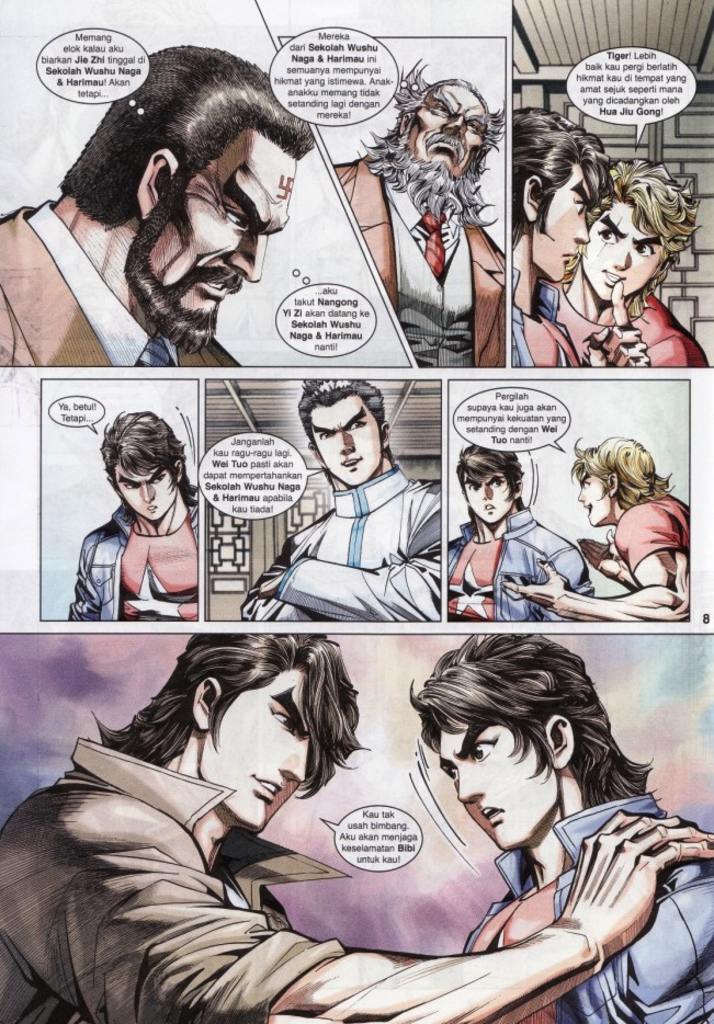 Memang
elok kalau aku
biarkan Jie Zhi tinggal di
Sekolah Wushu Naga
& Harimau! Akan
tetapi...
...aku
takut Nangong
Yi Zi akan datang ke
Sekolah Wushu
Naga & Harimau
nanti!
Mereka
dari Sekolah Wushu
Naga & Harimau ini
semuanya mempunyai
hikmat yang istimewa. Anak-
anakku memang tidak
setanding lagi dengan
mereka!
Tiger! Lebih
baik kau pergi berlatih
hikmat kau di tempat yang
amat sejuk seperti mana
yang dicadangkan oleh
Hua Jiu Gong!
Ya, betul!
Tetapi...
Janganlah
kau ragu-ragu lagi.
Wei Tuo pasti akan
dapat mempertahankan
Sekolah Wushu Naga
& Harimau apabila
kau tiada!
Pergilah
supaya kau juga akan
mempunyai kekuatan yang
setanding dengan Wei
Tuo nanti!
8
Kau tak
usah bimbang.
Aku akan menjaga
keselamatan Bibi
untuk kau!